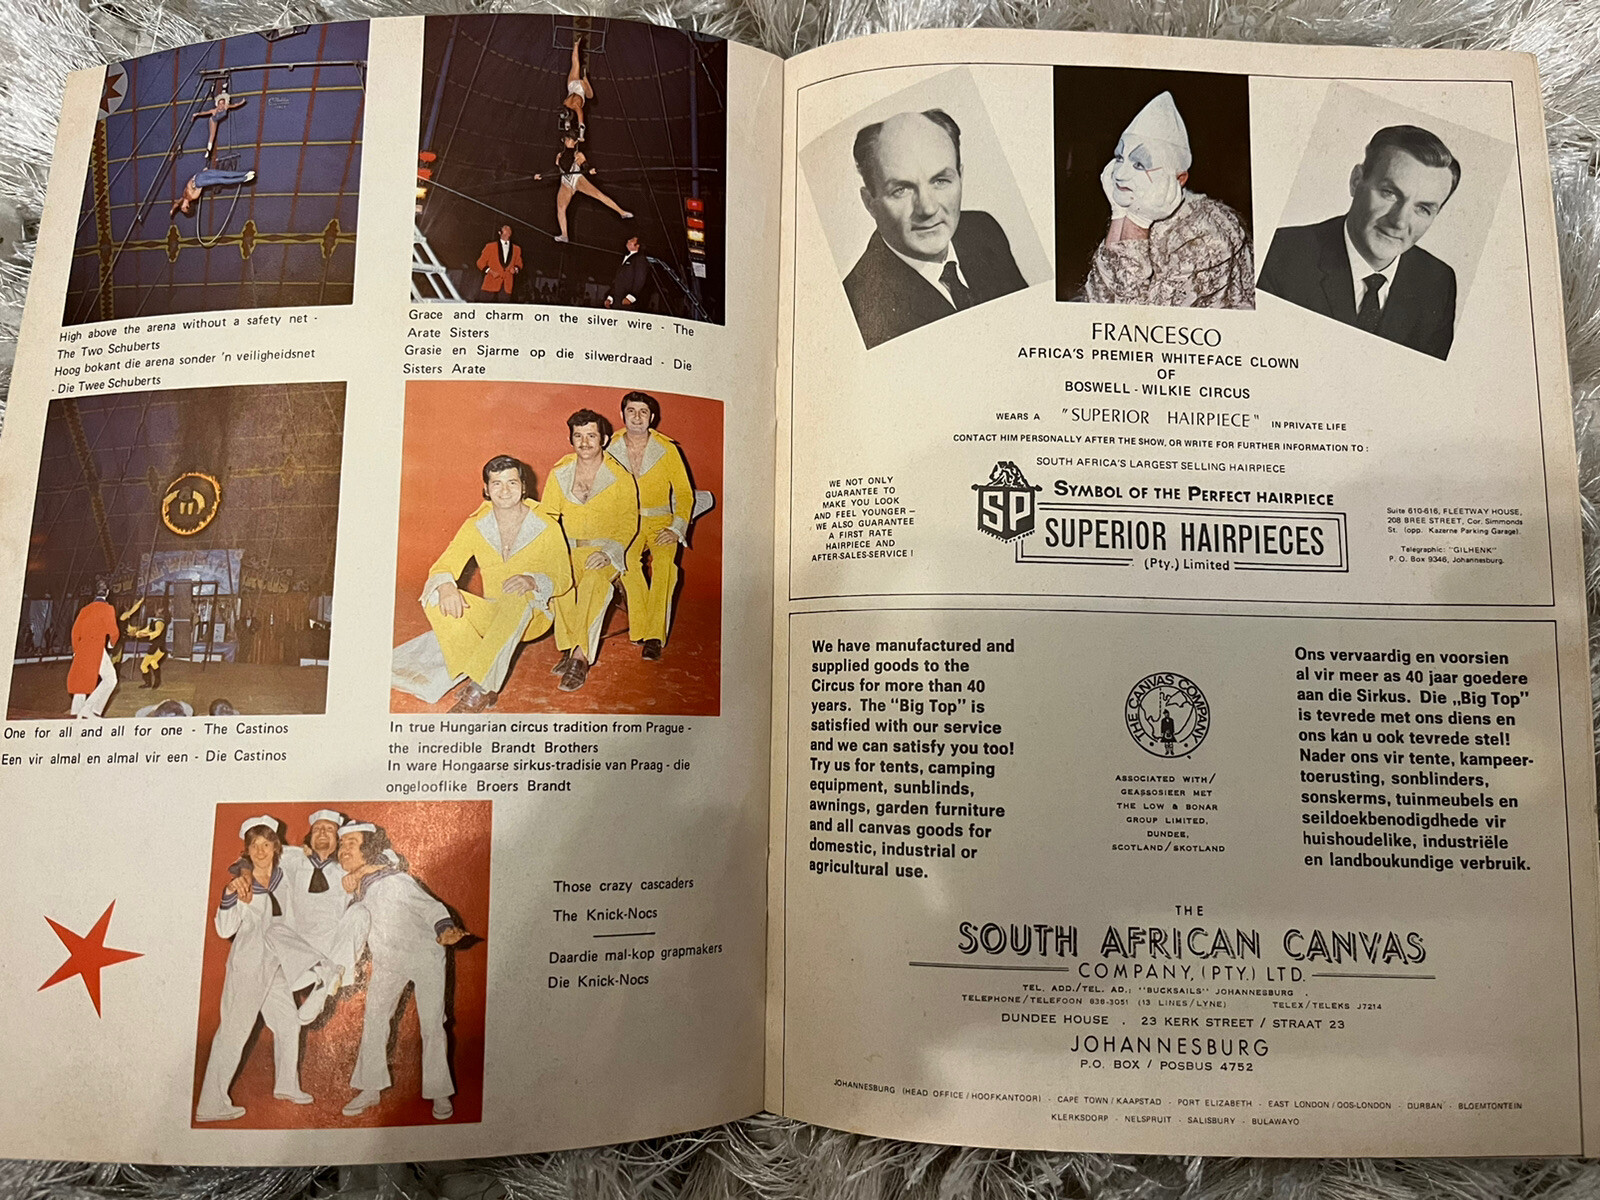 High above the arena without a safety net -
The Two Schuberts
Hoog bokant die arena sonder 'n veiligheidsnet
- Die Twee Schuberts
Grace and charm on the silver wire - The
Arate Sisters
Grasie en Sjarme op die silwerdraad - Die
Sisters Arate
One for all and all for one - The Castinos
Een vir almal en almal vir een - Die Castinos
In true Hungarian circus tradition from Prague -
the incredible Brandt Brothers
In ware Hongaarse sirkus-tradisie van Praag - die
ongelooflike Broers Brandt
Those crazy cascaders
The Knick-Nocs
Daardie mal-kop grapmakers
Die Knick-Nocs
FRANCESCO
AFRICA'S PREMIER WHITEFACE CLOWN
OF
BOSWELL - WILKIE CIRCUS
WEARS A "SUPERIOR HAIRPIECE" IN PRIVATE LIFE
CONTACT HIM PERSONALLY AFTER THE SHOW, OR WRITE FOR FURTHER INFORMATION TO :
SOUTH AFRICA'S LARGEST SELLING HAIRPIECE
WE NOT ONLY
GUARANTEE TO
MAKE YOU LOOK
AND FEEL YOUNGER —
WE ALSO GUARANTEE
A FIRST RATE
HAIRPIECE AND
AFTER-SALES-SERVICE !
SP
SYMBOL OF THE PERFECT HAIRPIECE
SUPERIOR HAIRPIECES
(Pty.) Limited
Suite 610-616, FLEETWAY HOUSE,
208 BREE STREET, Cor. Simmonds
St. (opp. Kazerne Parking Garage).
Telegraphic: "GILHENK"
P. O. Box 9346, Johannesburg.
We have manufactured and
supplied goods to the
Circus for more than 40
years. The "Big Top" is
satisfied with our service
and we can satisfy you too!
Try us for tents, camping
equipment, sunblinds,
awnings, garden furniture
and all canvas goods for
domestic, industrial or
agricultural use.
THE CANVAS COMPANY
ASSOCIATED WITH/
GEASSOSIEER MET
THE LOW & BONAR
GROUP LIMITED,
DUNDEE,
SCOTLAND/SKOTLAND
Ons vervaardig en voorsien
al vir meer as 40 jaar goedere
aan die Sirkus. Die „Big Top"
is tevrede met ons diens en
ons kán u ook tevrede stel!
Nader ons vir tente, kampeer-
toerusting, sonblinders,
sonskerms, tuinmeubels en
seildoekbenodigdhede vir
huishoudelike, industriële
en landboukundige verbruik.
THE
SOUTH AFRICAN CANVAS
COMPANY, (PTY.) LTD.
TEL. ADD./TEL. AD.: "BUCKSAILS" JOHANNESBURG .
TELEPHONE/TELEFOON 838-3051 (13 LINES/LYNE) TELEX/TELEKS J7214
DUNDEE HOUSE . 23 KERK STREET / STRAAT 23
JOHANNESBURG
P.O. BOX / POSBUS 4752
JOHANNESBURG (HEAD OFFICE/HOOFKANTOOR) - CAPE TOWN/KAAPSTAD - PORT ELIZABETH - EAST LONDON/OOS-LONDON - DURBAN - BLOEMFONTEIN
KLERKSDORP - NELSPRUIT - SALISBURY - BULAWAYO